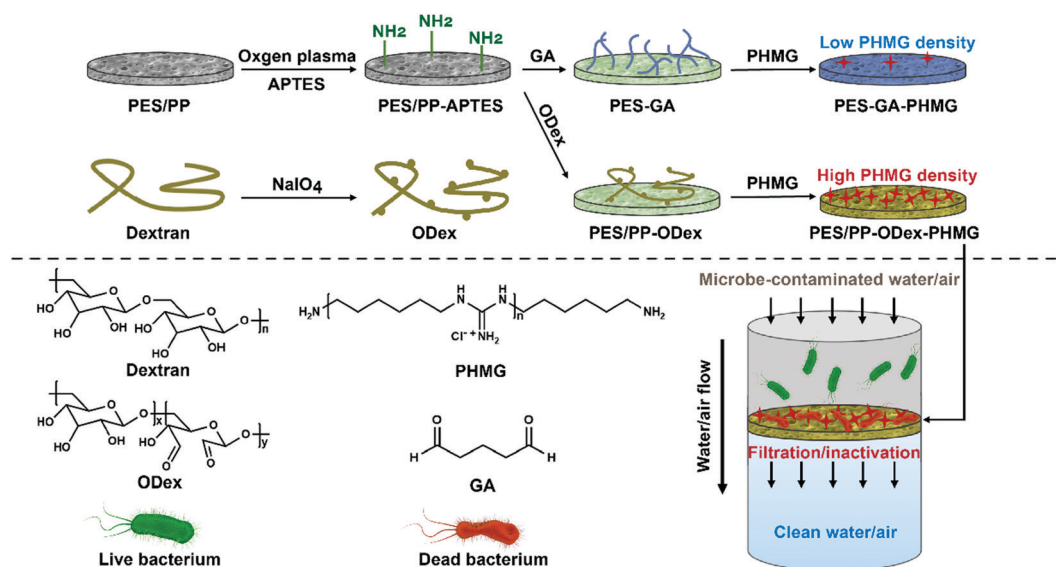 NH2 NH2 NH2
Oxgen plasma
APTES
GA
PHMG
Low PHMG density
PES/PP
PES/PP-APTES
PES-GA
PES-GA-PHMG
ODex
NaIO4
PHMG
High PHMG density
Dextran
ODex
PES/PP-ODex
PES/PP-ODex-PHMG
Microbe-contaminated water/air
O
O
HO
HO
OH
O
O
HO
HO
OH
O
n
Dextran
H2N
H
N
H
N
n
NH2
Cl- +
NH2
PHMG
Water/air flow
O
O
HO
HO
OH
x
O
HO
O
O
O
y
ODex
O
H
O
H
GA
Filtration/inactivation
Clean water/air
Live bacterium
Dead bacterium